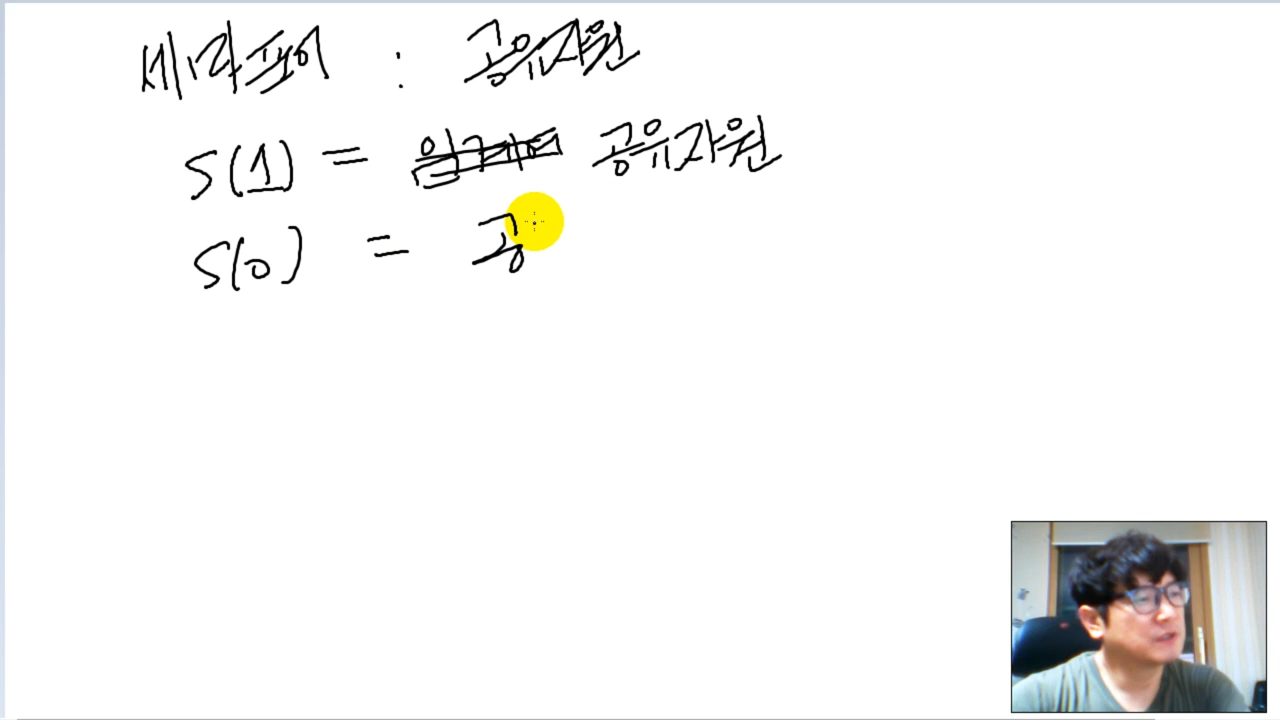 세마포어 : 공유자원
S(1) = 공유자원
S(0) = 공